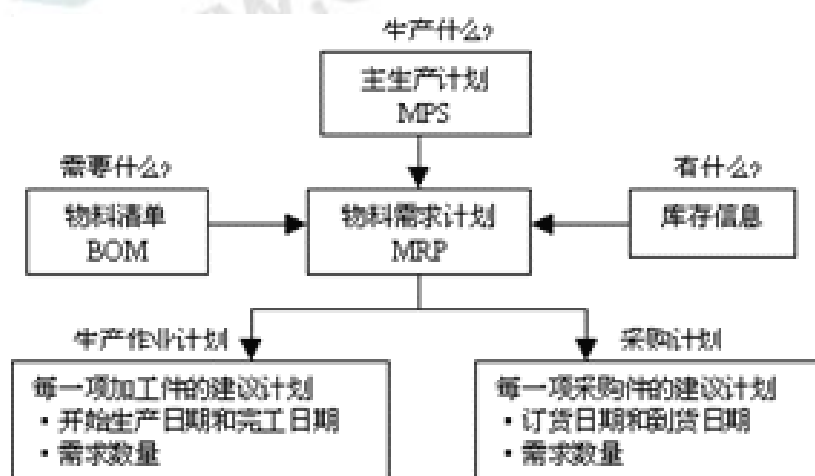 生产什么?
主生产计划
MPS
需要什么?
有什么?
物料清单
BOM
物料需求计划
MRP
库存信息
生产作业计划
采购计划
每一项加工件的建议计划
・开始生产日期和完工日期
・需求数量
每一项采购件的建议计划
・订货日期和到货日期
・需求数量